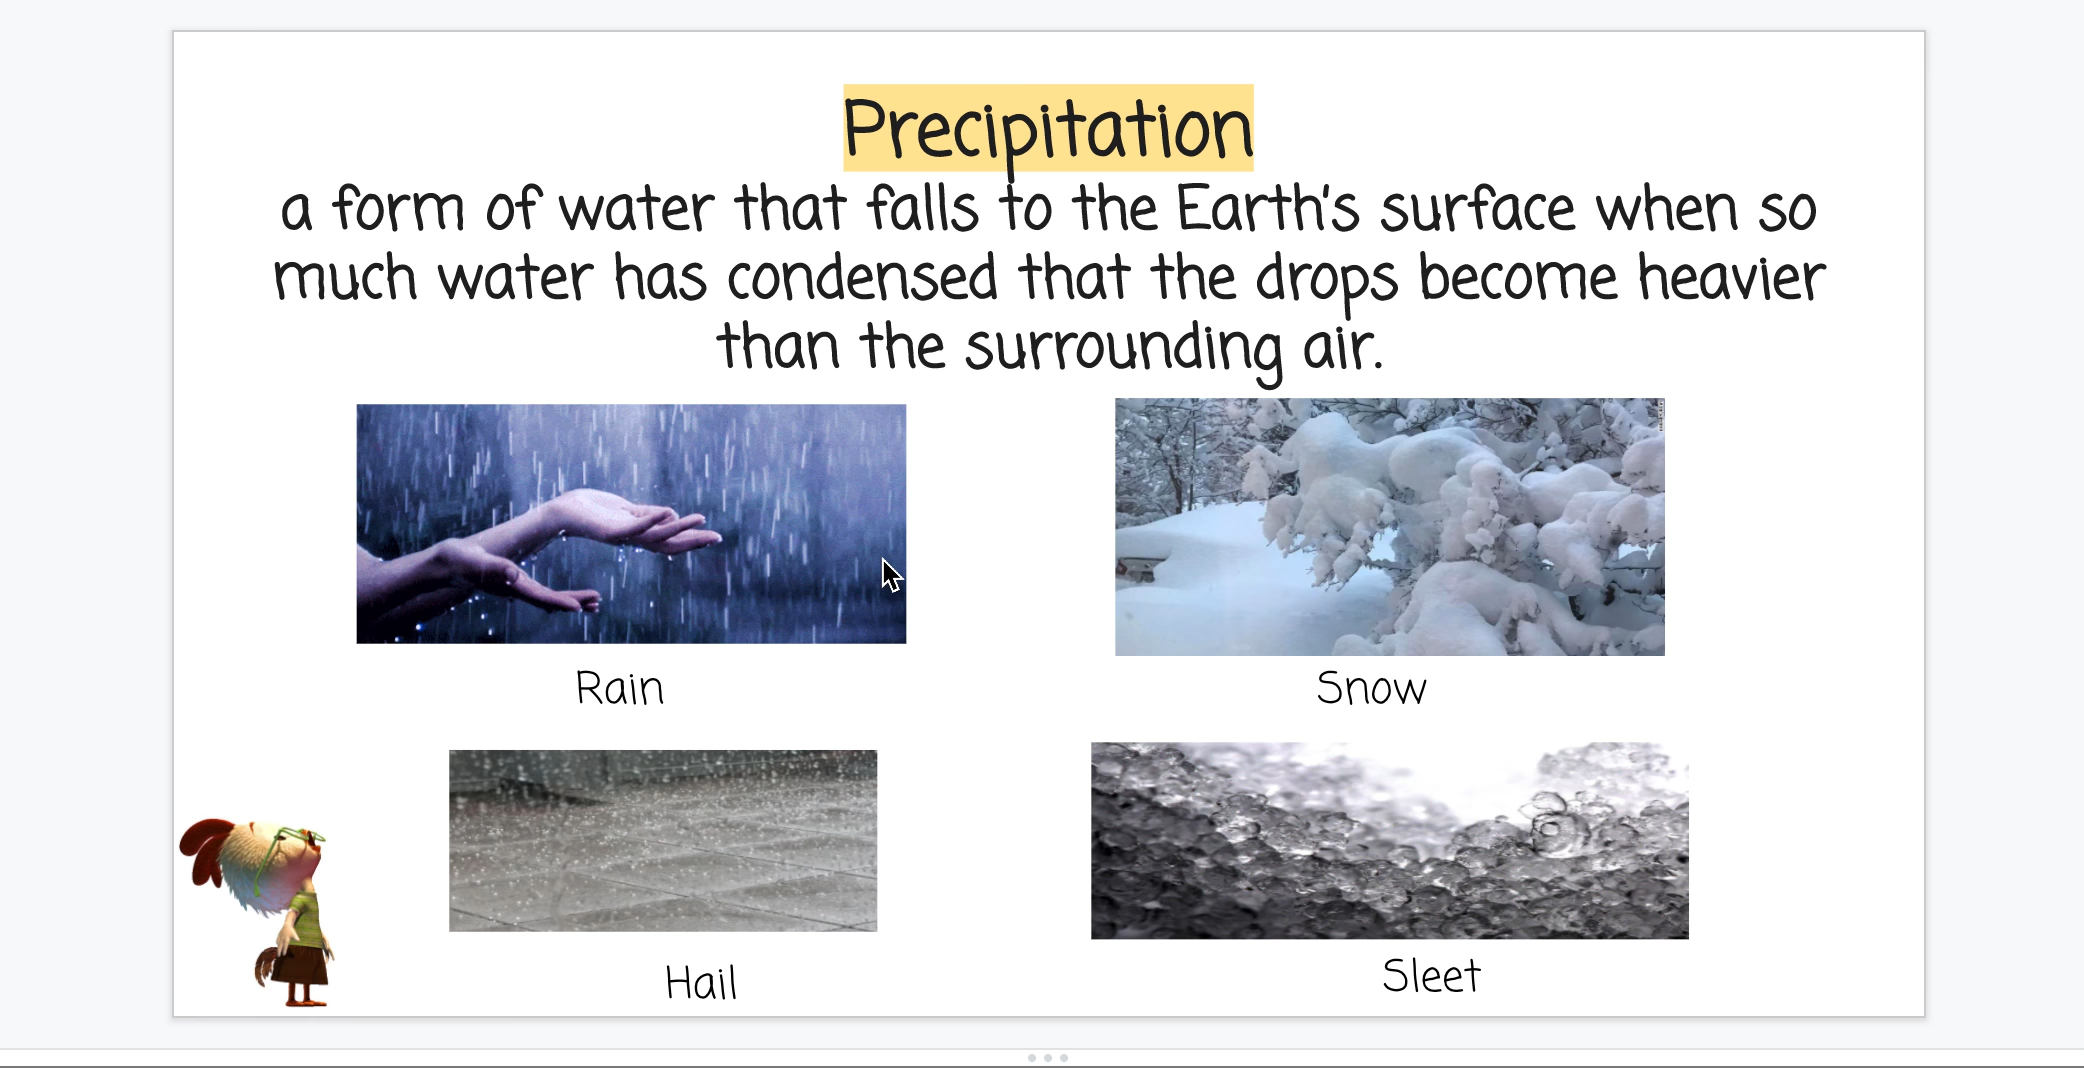 Precipitation
a form of water that falls to the Earth's surface when so
much water has condensed that the drops become heavier
than the surrounding air.
Rain
Snow
Hail
Sleet